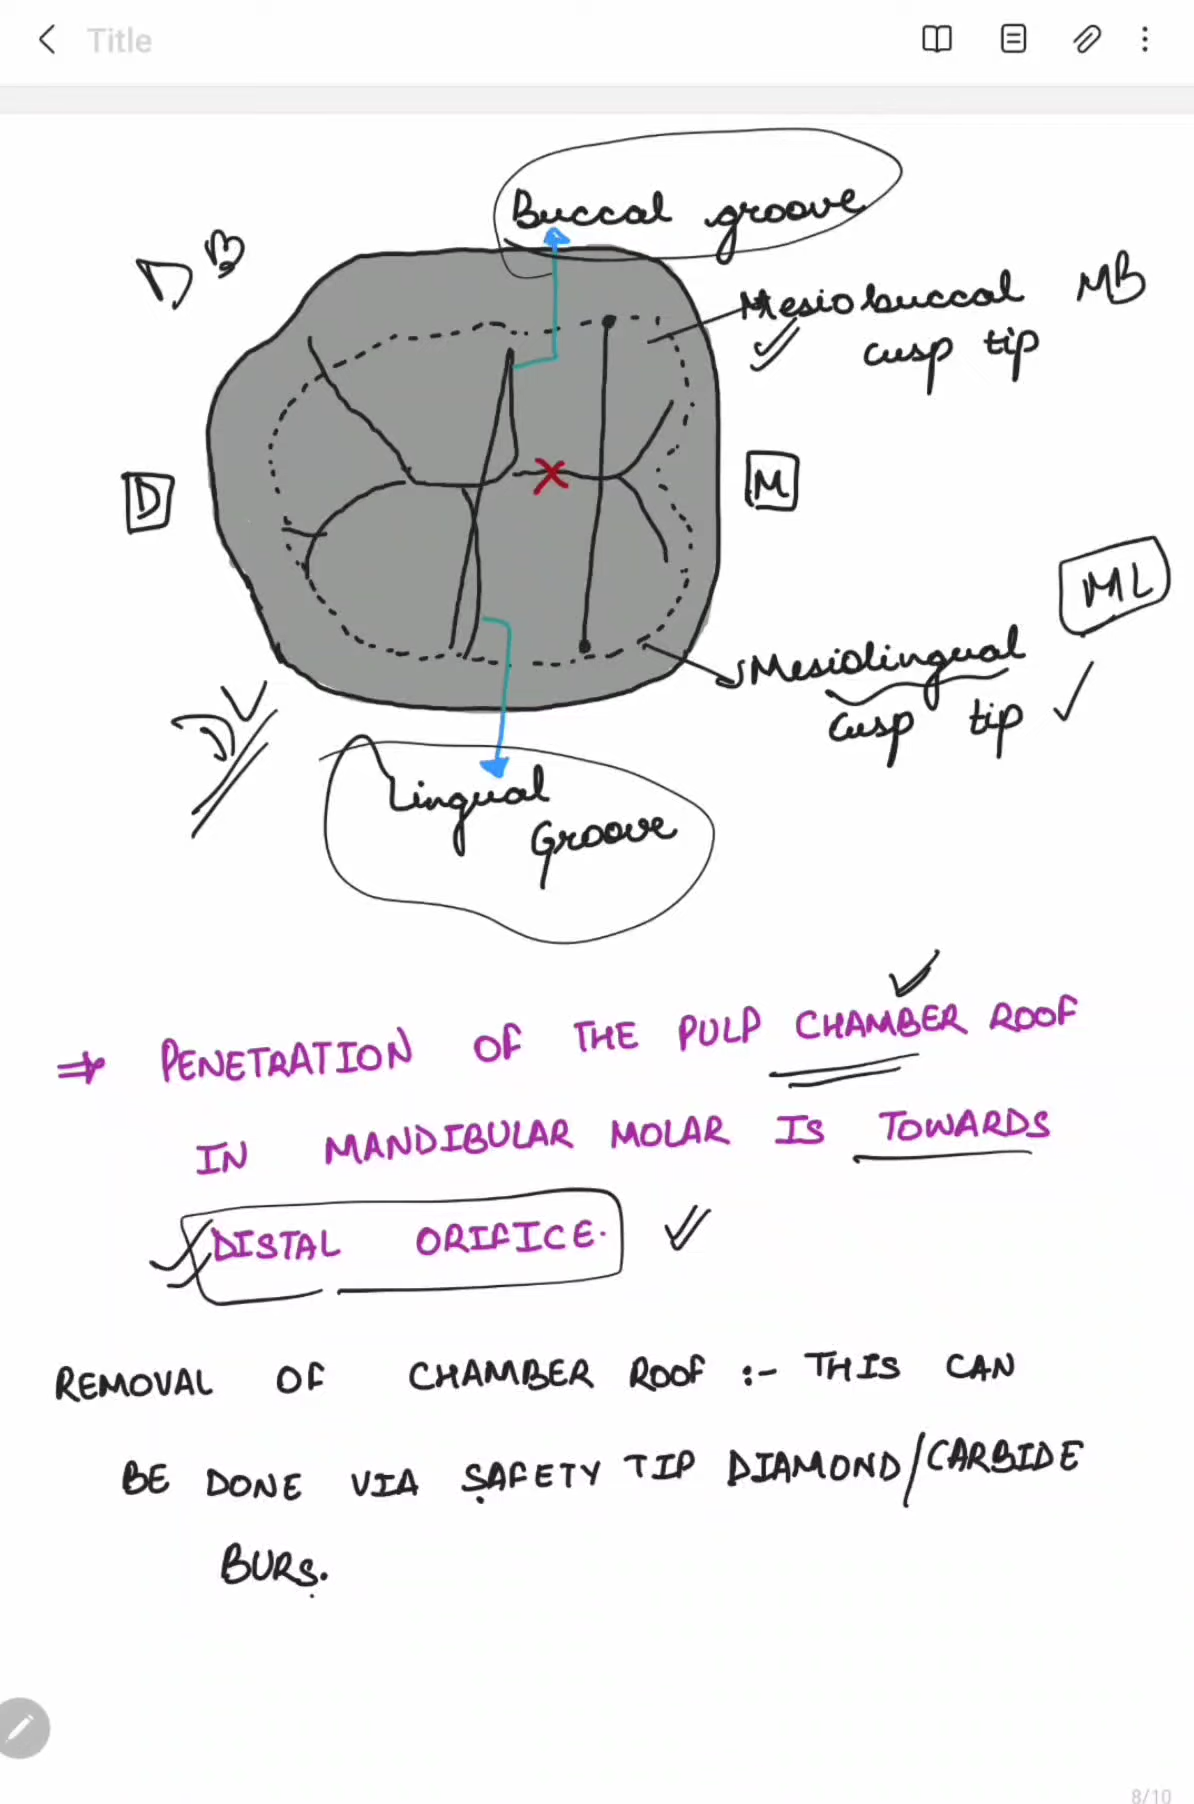 Title
Buccal groove
DB
Mesiobuccal MB
cusp tip
D
M
ML
Mesiolingual
Cusp tip
DL
Lingual
Groove
⇒ PENETRATION OF THE PULP CHAMBER ROOF
IN MANDIBULAR MOLAR IS TOWARDS
DISTAL ORIFICE.
REMOVAL OF CHAMBER ROOF :- THIS CAN
BE DONE VIA SAFETY TIP DIAMOND/CARBIDE
BURS.
8/10